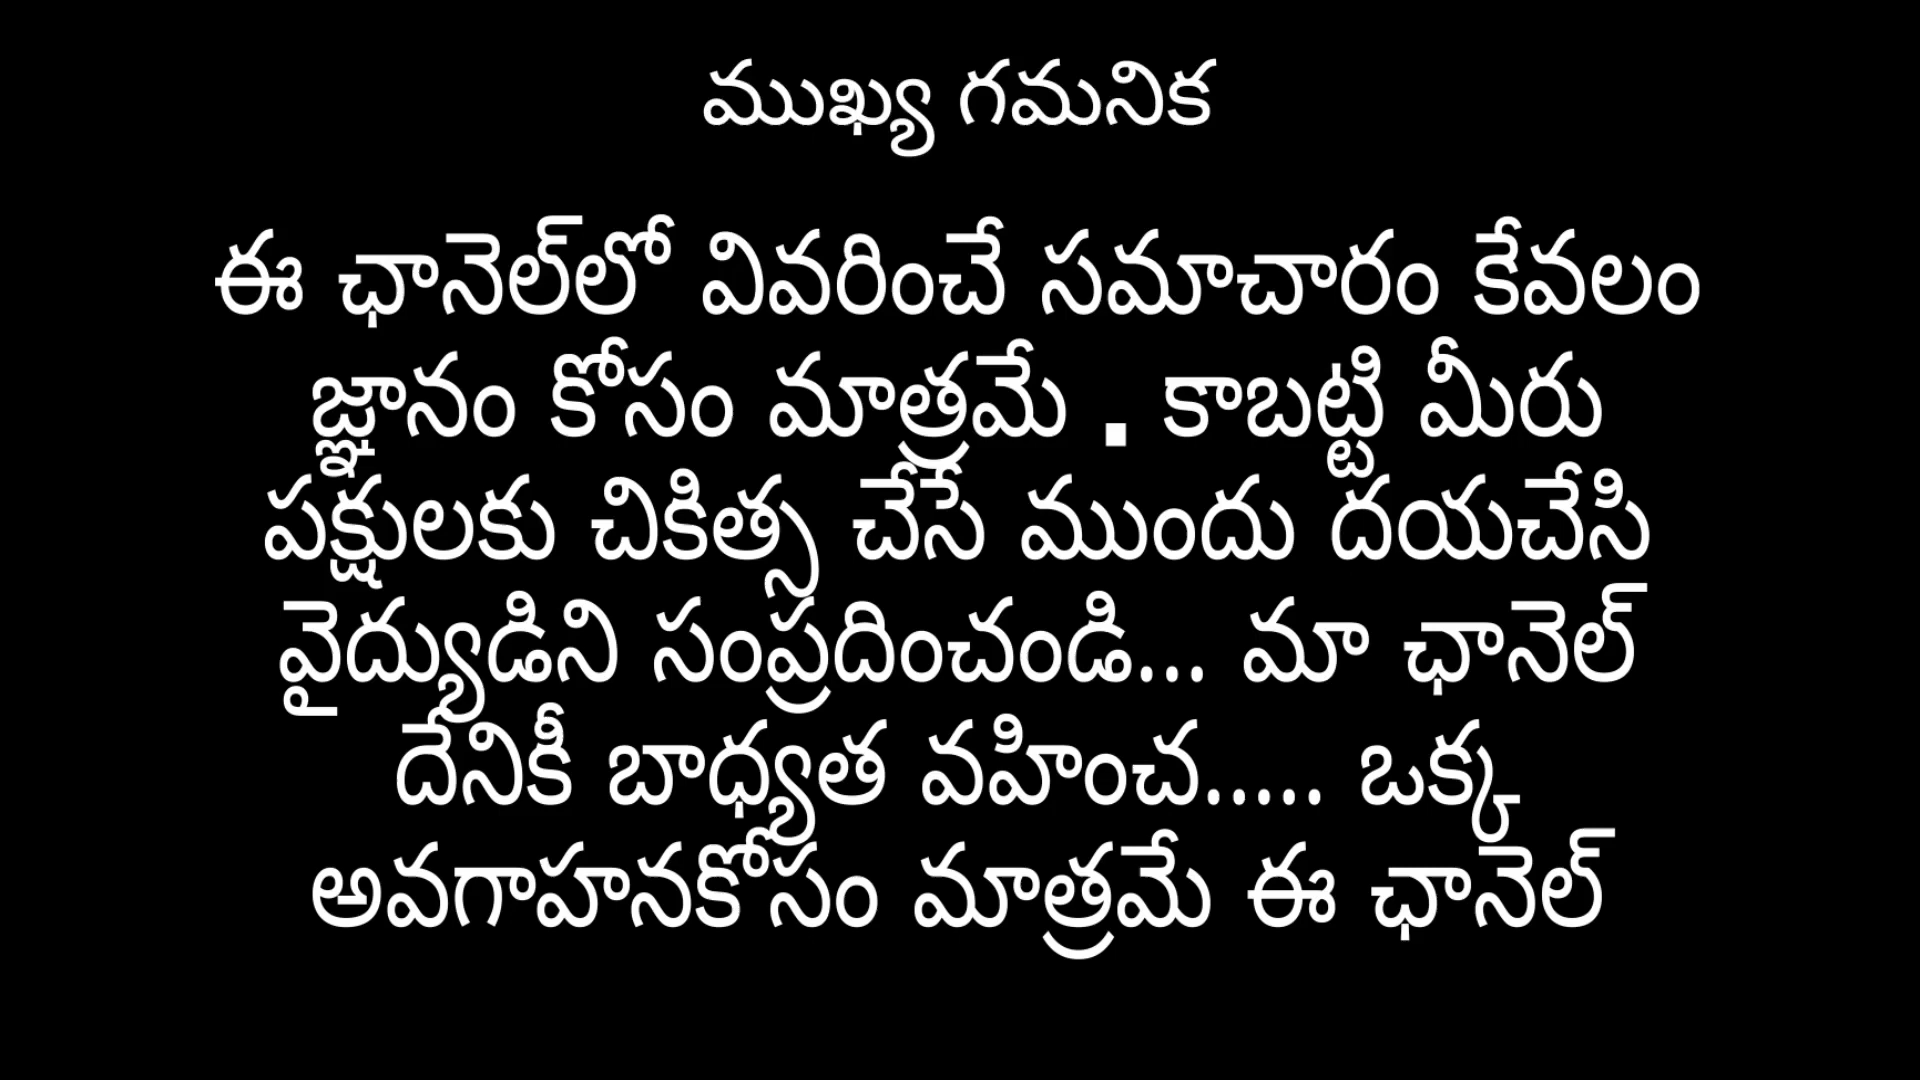 ముఖ్య గమనిక
ఈ ఛానెల్‌లో వివరించే సమాచారం కేవలం
జ్ఞానం కోసం మాత్రమే . కాబట్టి మీరు
పక్షులకు చికిత్స చేసే ముందు దయచేసి
వైద్యుడిని సంప్రదించండి... మా ఛానెల్
దేనికీ బాధ్యత వహించ..... ఒక్క
అవగాహనకోసం మాత్రమే ఈ ఛానెల్